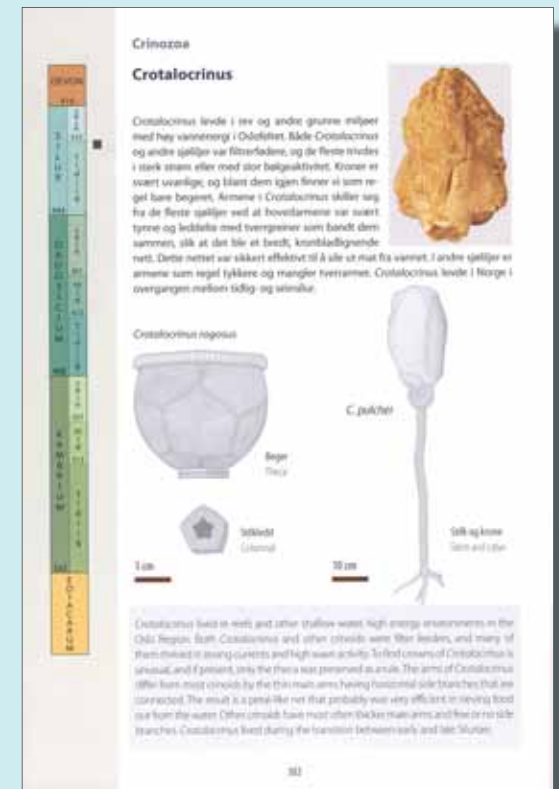 Crinozoa
Crotalocrinus
Crotalocrinus levde i rev og andre grunne miljøer
med høy vannenergi i Oslofeltet. Både Crotalocrinus
og andre sjøliljer var filtrerfødere, og de fleste trivdes
i sterk strøm eller med stor bølgeaktivitet. Kroner er
svært uvanlige, og blant dem igjen finner vi som re-
gel bare begeret. Armene i Crotalocrinus skiller seg
fra de fleste sjøliljer ved at hovedarmene var svært
tynne og leddelte med tverrgreiner som bandt dem
sammen, slik at det ble et bredt, kronbladlignende
nett. Dette nettet var sikkert effektivt til å sile ut mat fra vannet. I andre sjøliljer er
armene som regel tykkere og mangler tverrarmer. Crotalocrinus levde i Norge i
overgangen mellom tidlig- og seinsilur.
DEVON
SILUR
ORDOVICIUM
KAMBRIUM
EDIACARIUM
Crotalocrinus rugosus
C. pulcher
Beger
Theca
Stilkledd
Columnal
Stilk og krone
Stem and calyx
1 cm
10 cm
Crotalocrinus lived in reefs and other shallow water, high energy environments in the
Oslo Region. Both Crotalocrinus and other crinoids were filter feeders, and many of
them thrived in strong currents and high wave activity. To find crowns of Crotalocrinus is
unusual, and if present, only the theca was preserved as a rule. The arms of Crotalocrinus
differ from most crinoids by the thin main arms having horizontal side branches that are
connected. The result is a petal-like net that probably was very efficient in sieving food
out from the water. Other crinoids have most often thicker main arms and few or no side
branches. Crotalocrinus lived during the transition between early and late Silurian.